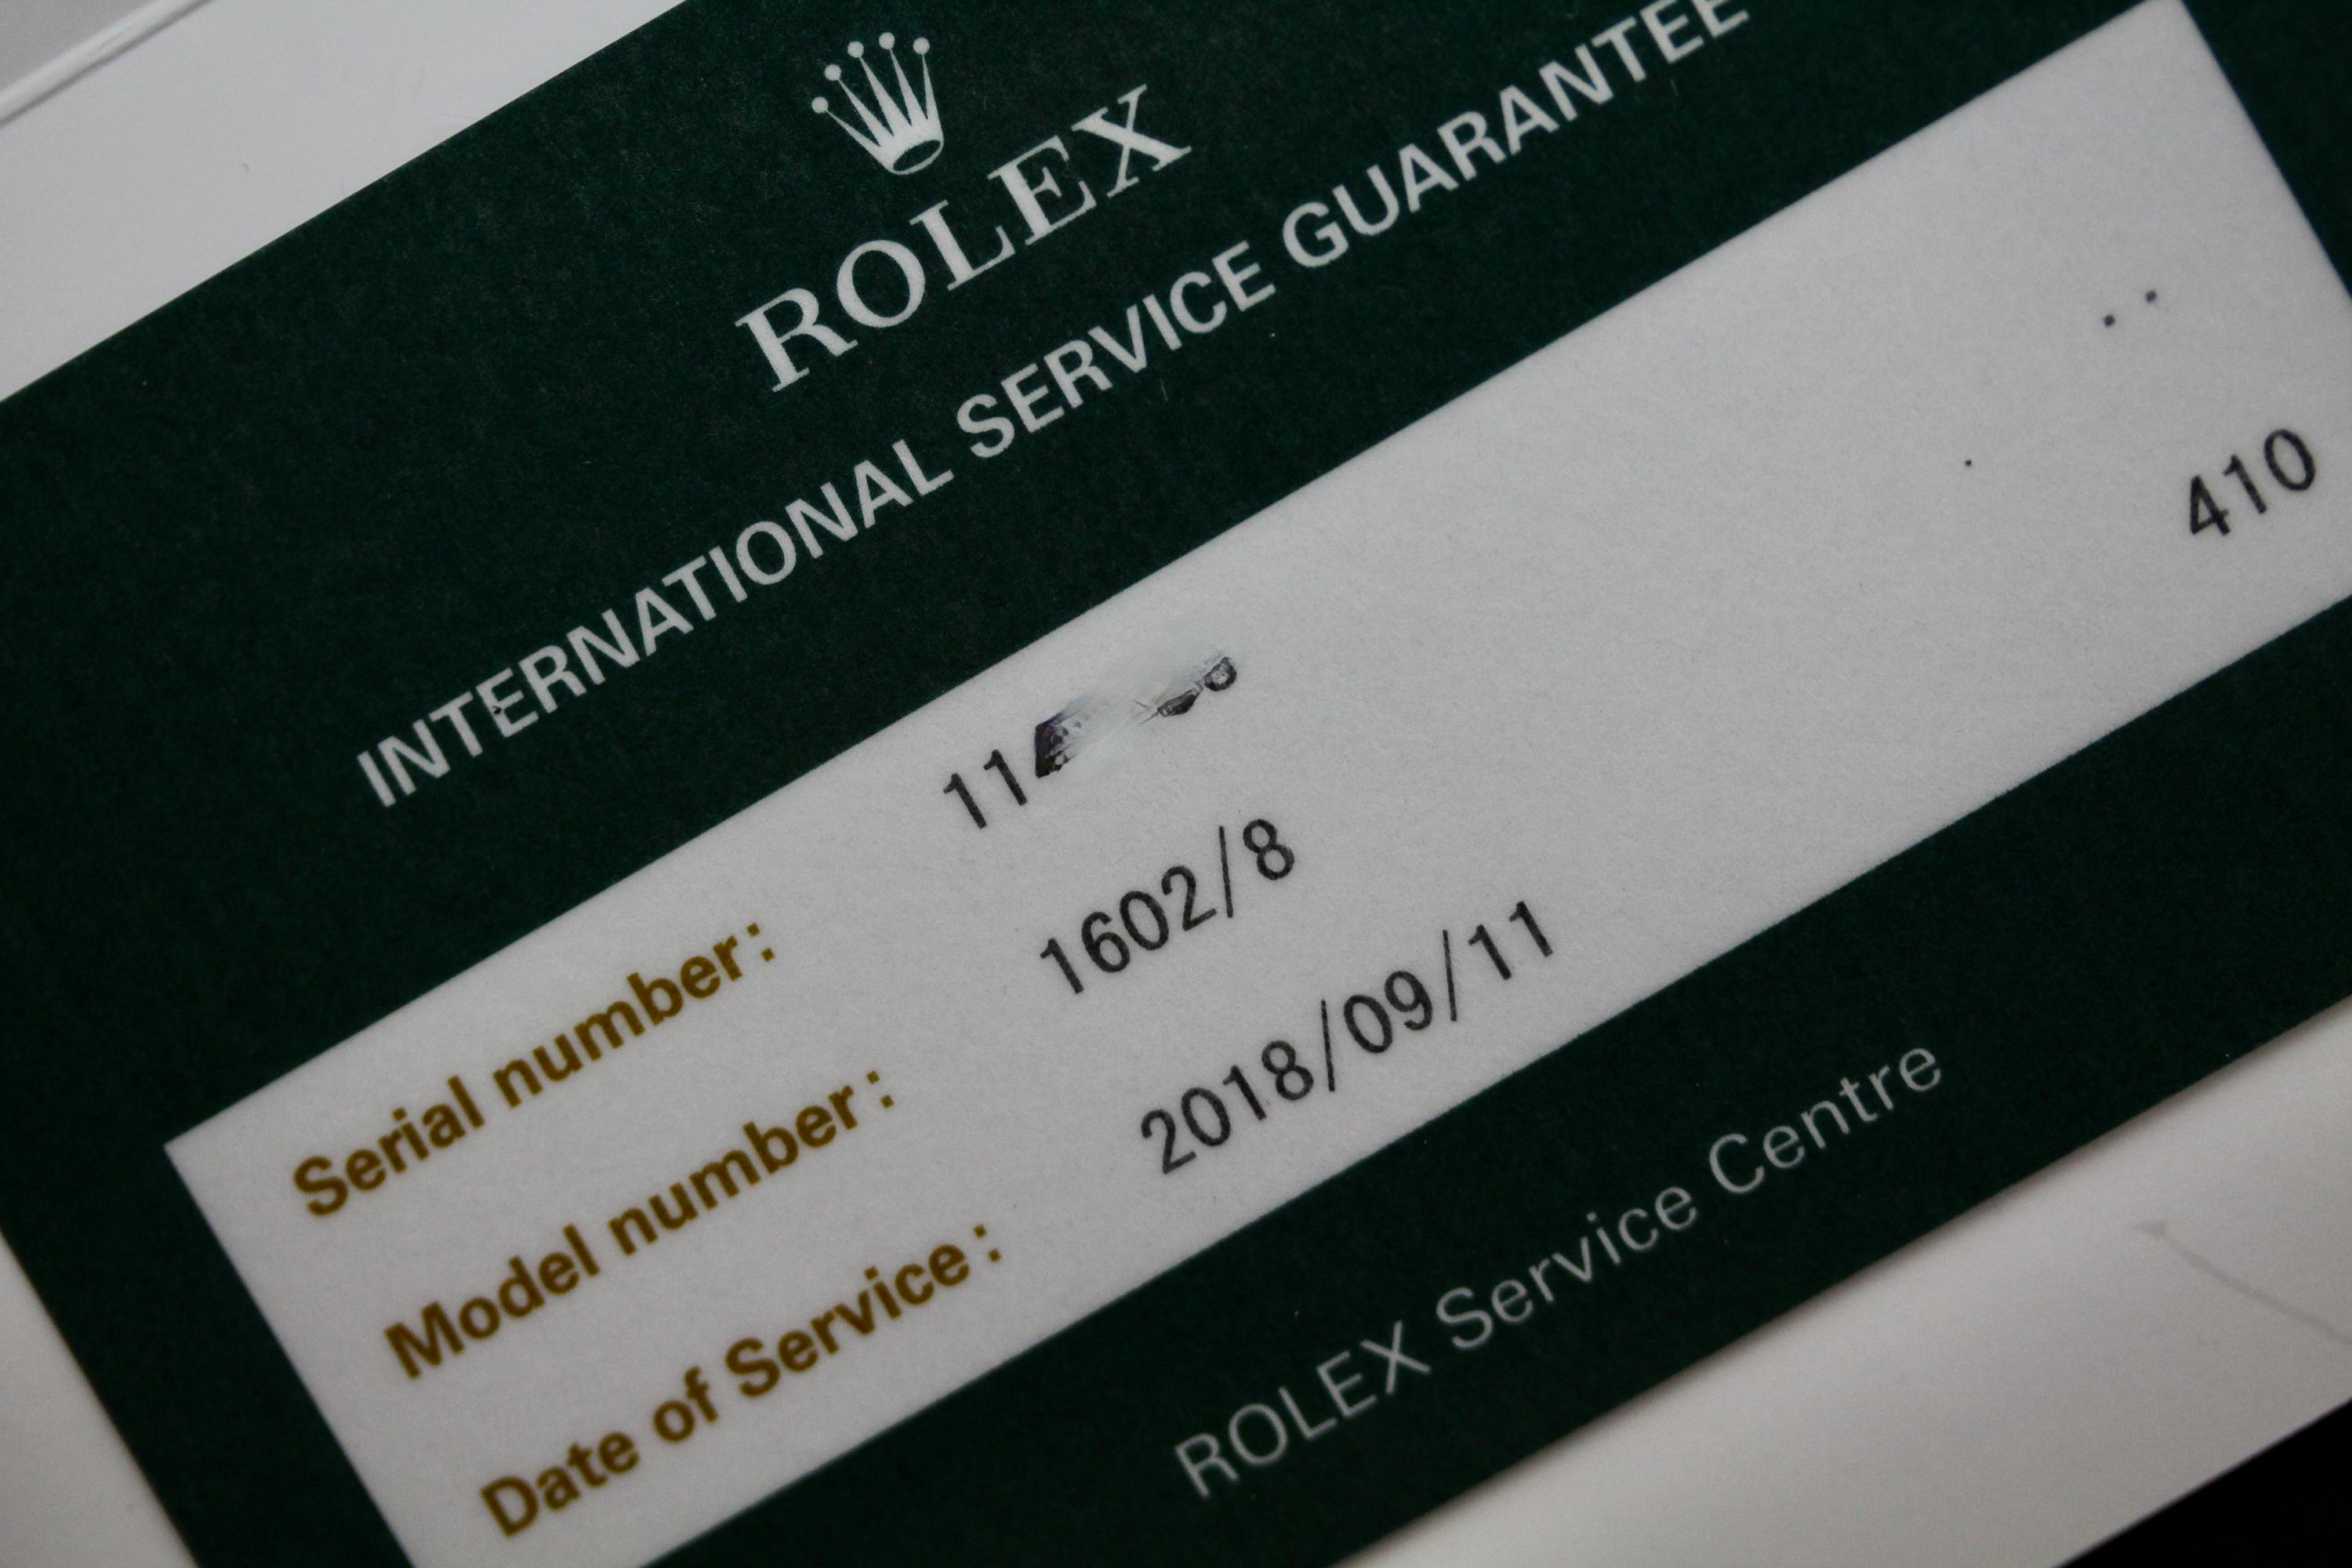 ROLEX
INTERNATIONAL SERVICE GUARANTEE
Serial number:
Model number: 1602/8
Date of Service: 2018/09/11 410
ROLEX Service Centre